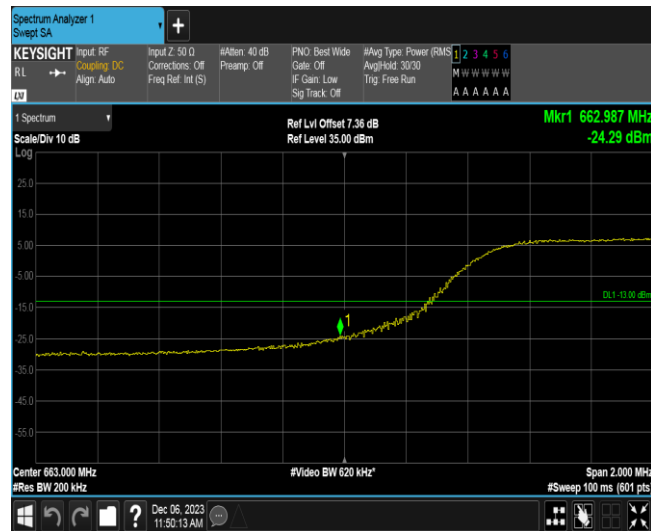 Spectrum Analyzer 1
Swept SA
KEYSIGHT
RL
LXI
Input: RF
Coupling: DC
Align: Auto
Input Z: 50 Ω
Corrections: Off
Freq Ref: Int (S)
#Atten: 40 dB
Preamp: Off
PNO: Best Wide
Gate: Off
IF Gain: Low
Sig Track: Off
#Avg Type: Power (RMS
Avg|Hold: 30/30
Trig: Free Run
1 2 3 4 5 6
M W W W W W
A A A A A A
1 Spectrum
Scale/Div 10 dB
Log
Ref Lvl Offset 7.36 dB
Ref Level 35.00 dBm
Mkr1 662.987 MHz
-24.29 dBm
25.0
15.0
5.00
-5.00
DL1 -13.00 dBm
-15.0
1
-25.0
-35.0
-45.0
-55.0
Center 663.000 MHz
#Res BW 200 kHz
#Video BW 620 kHz*
Span 2.000 MHz
#Sweep 100 ms (601 pts)
?
Dec 06, 2023
11:50:13 AM